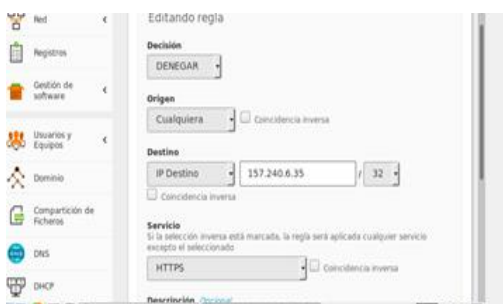 Red
Registros
Gestión de
software
Usuarios y
Equipos
Dominio
Compartición de
Ficheros
DNS
DHCP
Editando regla
Decisión
DENEGAR
Origen
Cualquiera
Coincidencia inversa
Destino
IP Destino
157.240.6.35
/ 32
Coincidencia inversa
Servicio
Si la selección inversa está marcada, la regla será aplicada cualquier servicio
excepto el seleccionado
HTTPS
Coincidencia inversa
Descripción Opcional